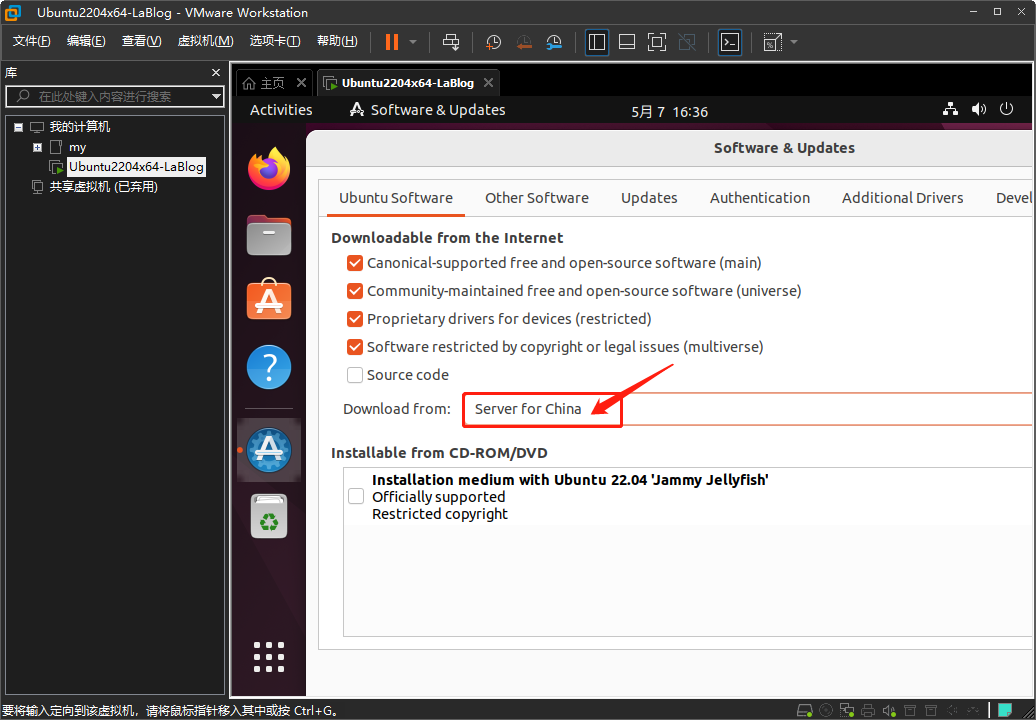 Ubuntu2204x64-LaBlog - VMware Workstation
文件(F) 编辑(E) 查看(V) 虚拟机(M) 选项卡(T) 帮助(H)
库
在此处键入内容进行搜索
我的计算机
my
Ubuntu2204x64-LaBlog
共享虚拟机 (已弃用)
主页 Ubuntu2204x64-LaBlog
Activities Software & Updates 5月 7 16:36
Software & Updates
Ubuntu Software Other Software Updates Authentication Additional Drivers Devel
Downloadable from the Internet
Canonical-supported free and open-source software (main)
Community-maintained free and open-source software (universe)
Proprietary drivers for devices (restricted)
Software restricted by copyright or legal issues (multiverse)
Source code
Download from: Server for China
Installable from CD-ROM/DVD
Installation medium with Ubuntu 22.04 'Jammy Jellyfish'
Officially supported
Restricted copyright
要将输入定向到该虚拟机，请将鼠标指针移入其中或按 Ctrl+G。